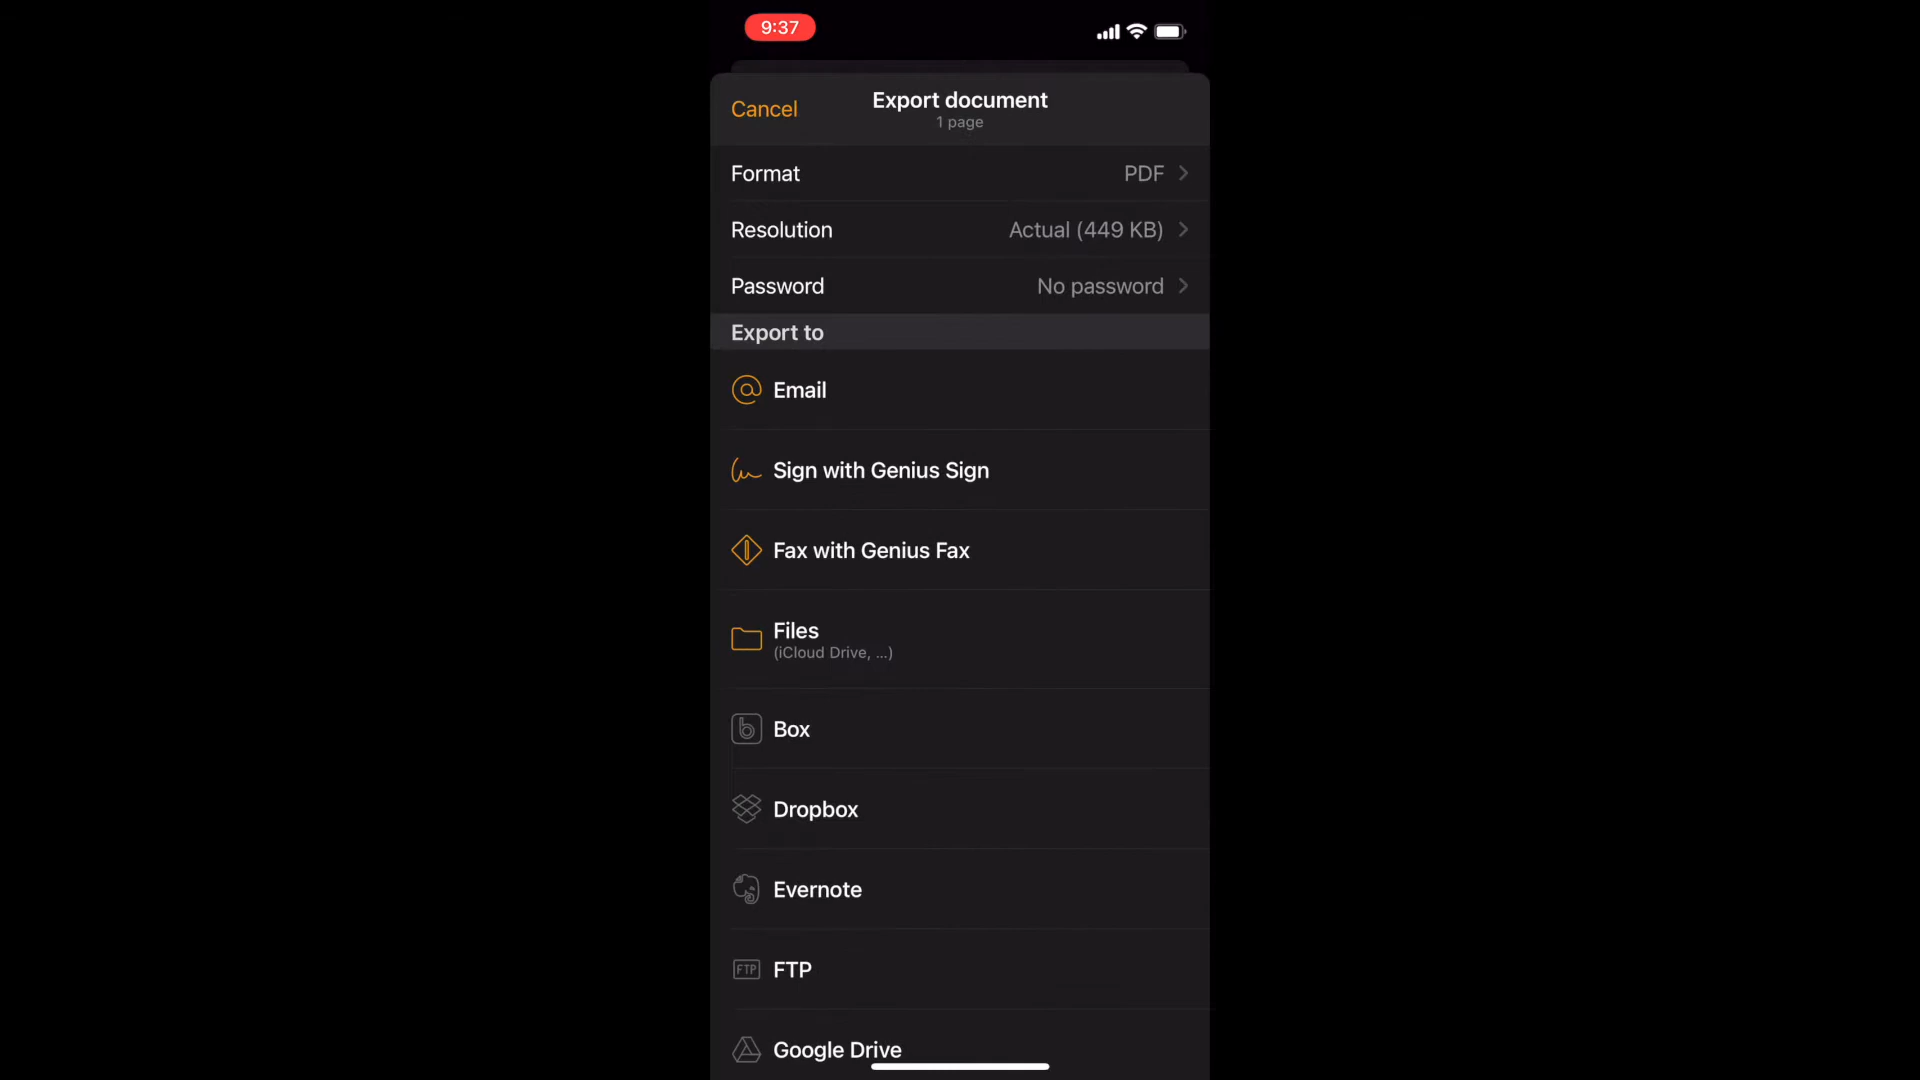 9:37
Cancel
Export document
1 page
Format PDF
Resolution Actual (449 KB)
Password No password
Export to
Email
Sign with Genius Sign
Fax with Genius Fax
Files
(iCloud Drive, ...)
Box
Dropbox
Evernote
FTP FTP
Google Drive